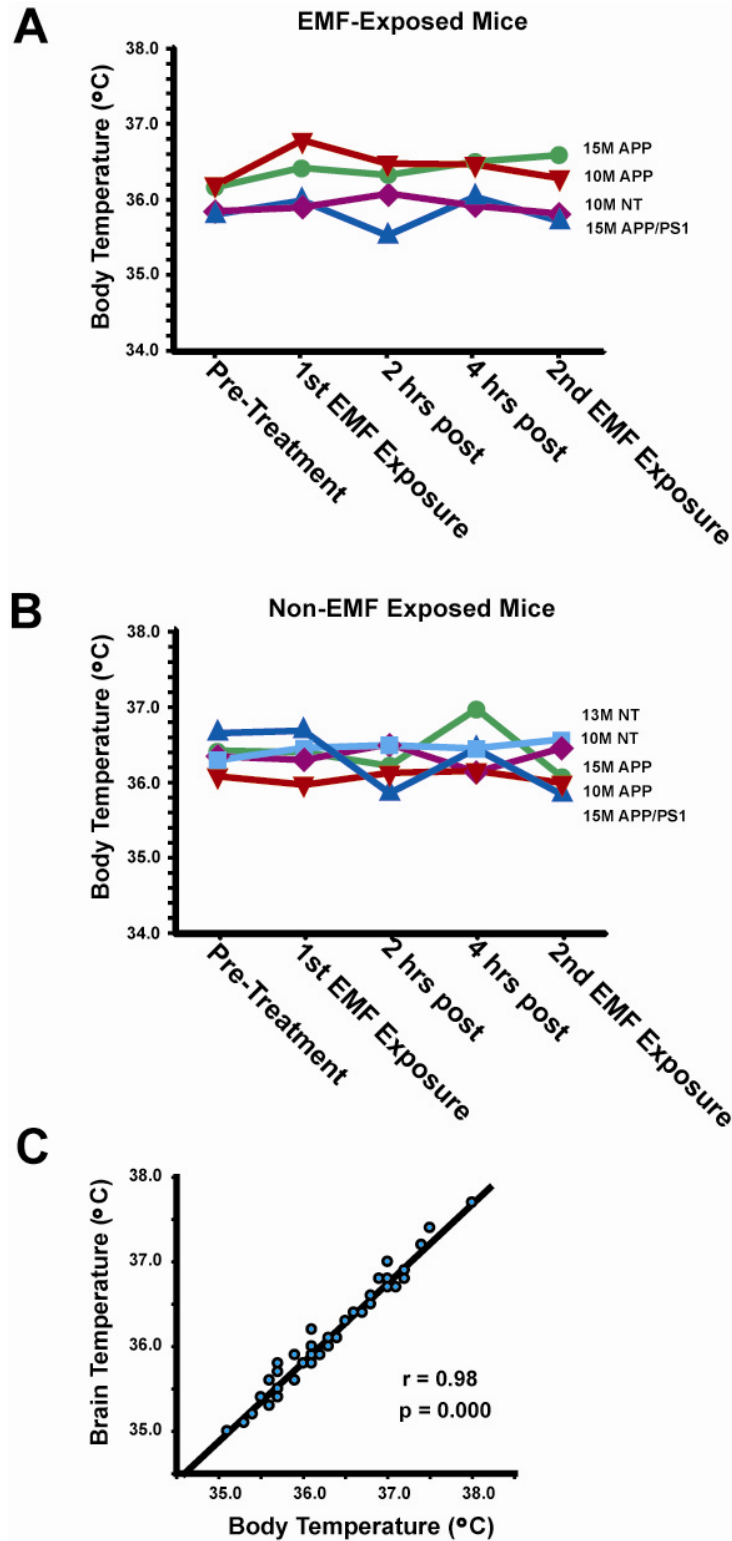 A
EMF-Exposed Mice
Body Temperature (°C)
38.0
37.0
36.0
35.0
34.0
15M APP
10M APP
10M NT
15M APP/PS1
Pre-Treatment
1st EMF Exposure
2 hrs post
4 hrs post
2nd EMF Exposure
B
Non-EMF Exposed Mice
Body Temperature (°C)
38.0
37.0
36.0
35.0
34.0
13M NT
10M NT
15M APP
10M APP
15M APP/PS1
Pre-Treatment
1st EMF Exposure
2 hrs post
4 hrs post
2nd EMF Exposure
C
Brain Temperature (°C)
38.0
37.0
36.0
35.0
r = 0.98
p = 0.000
35.0
36.0
37.0
38.0
Body Temperature (°C)